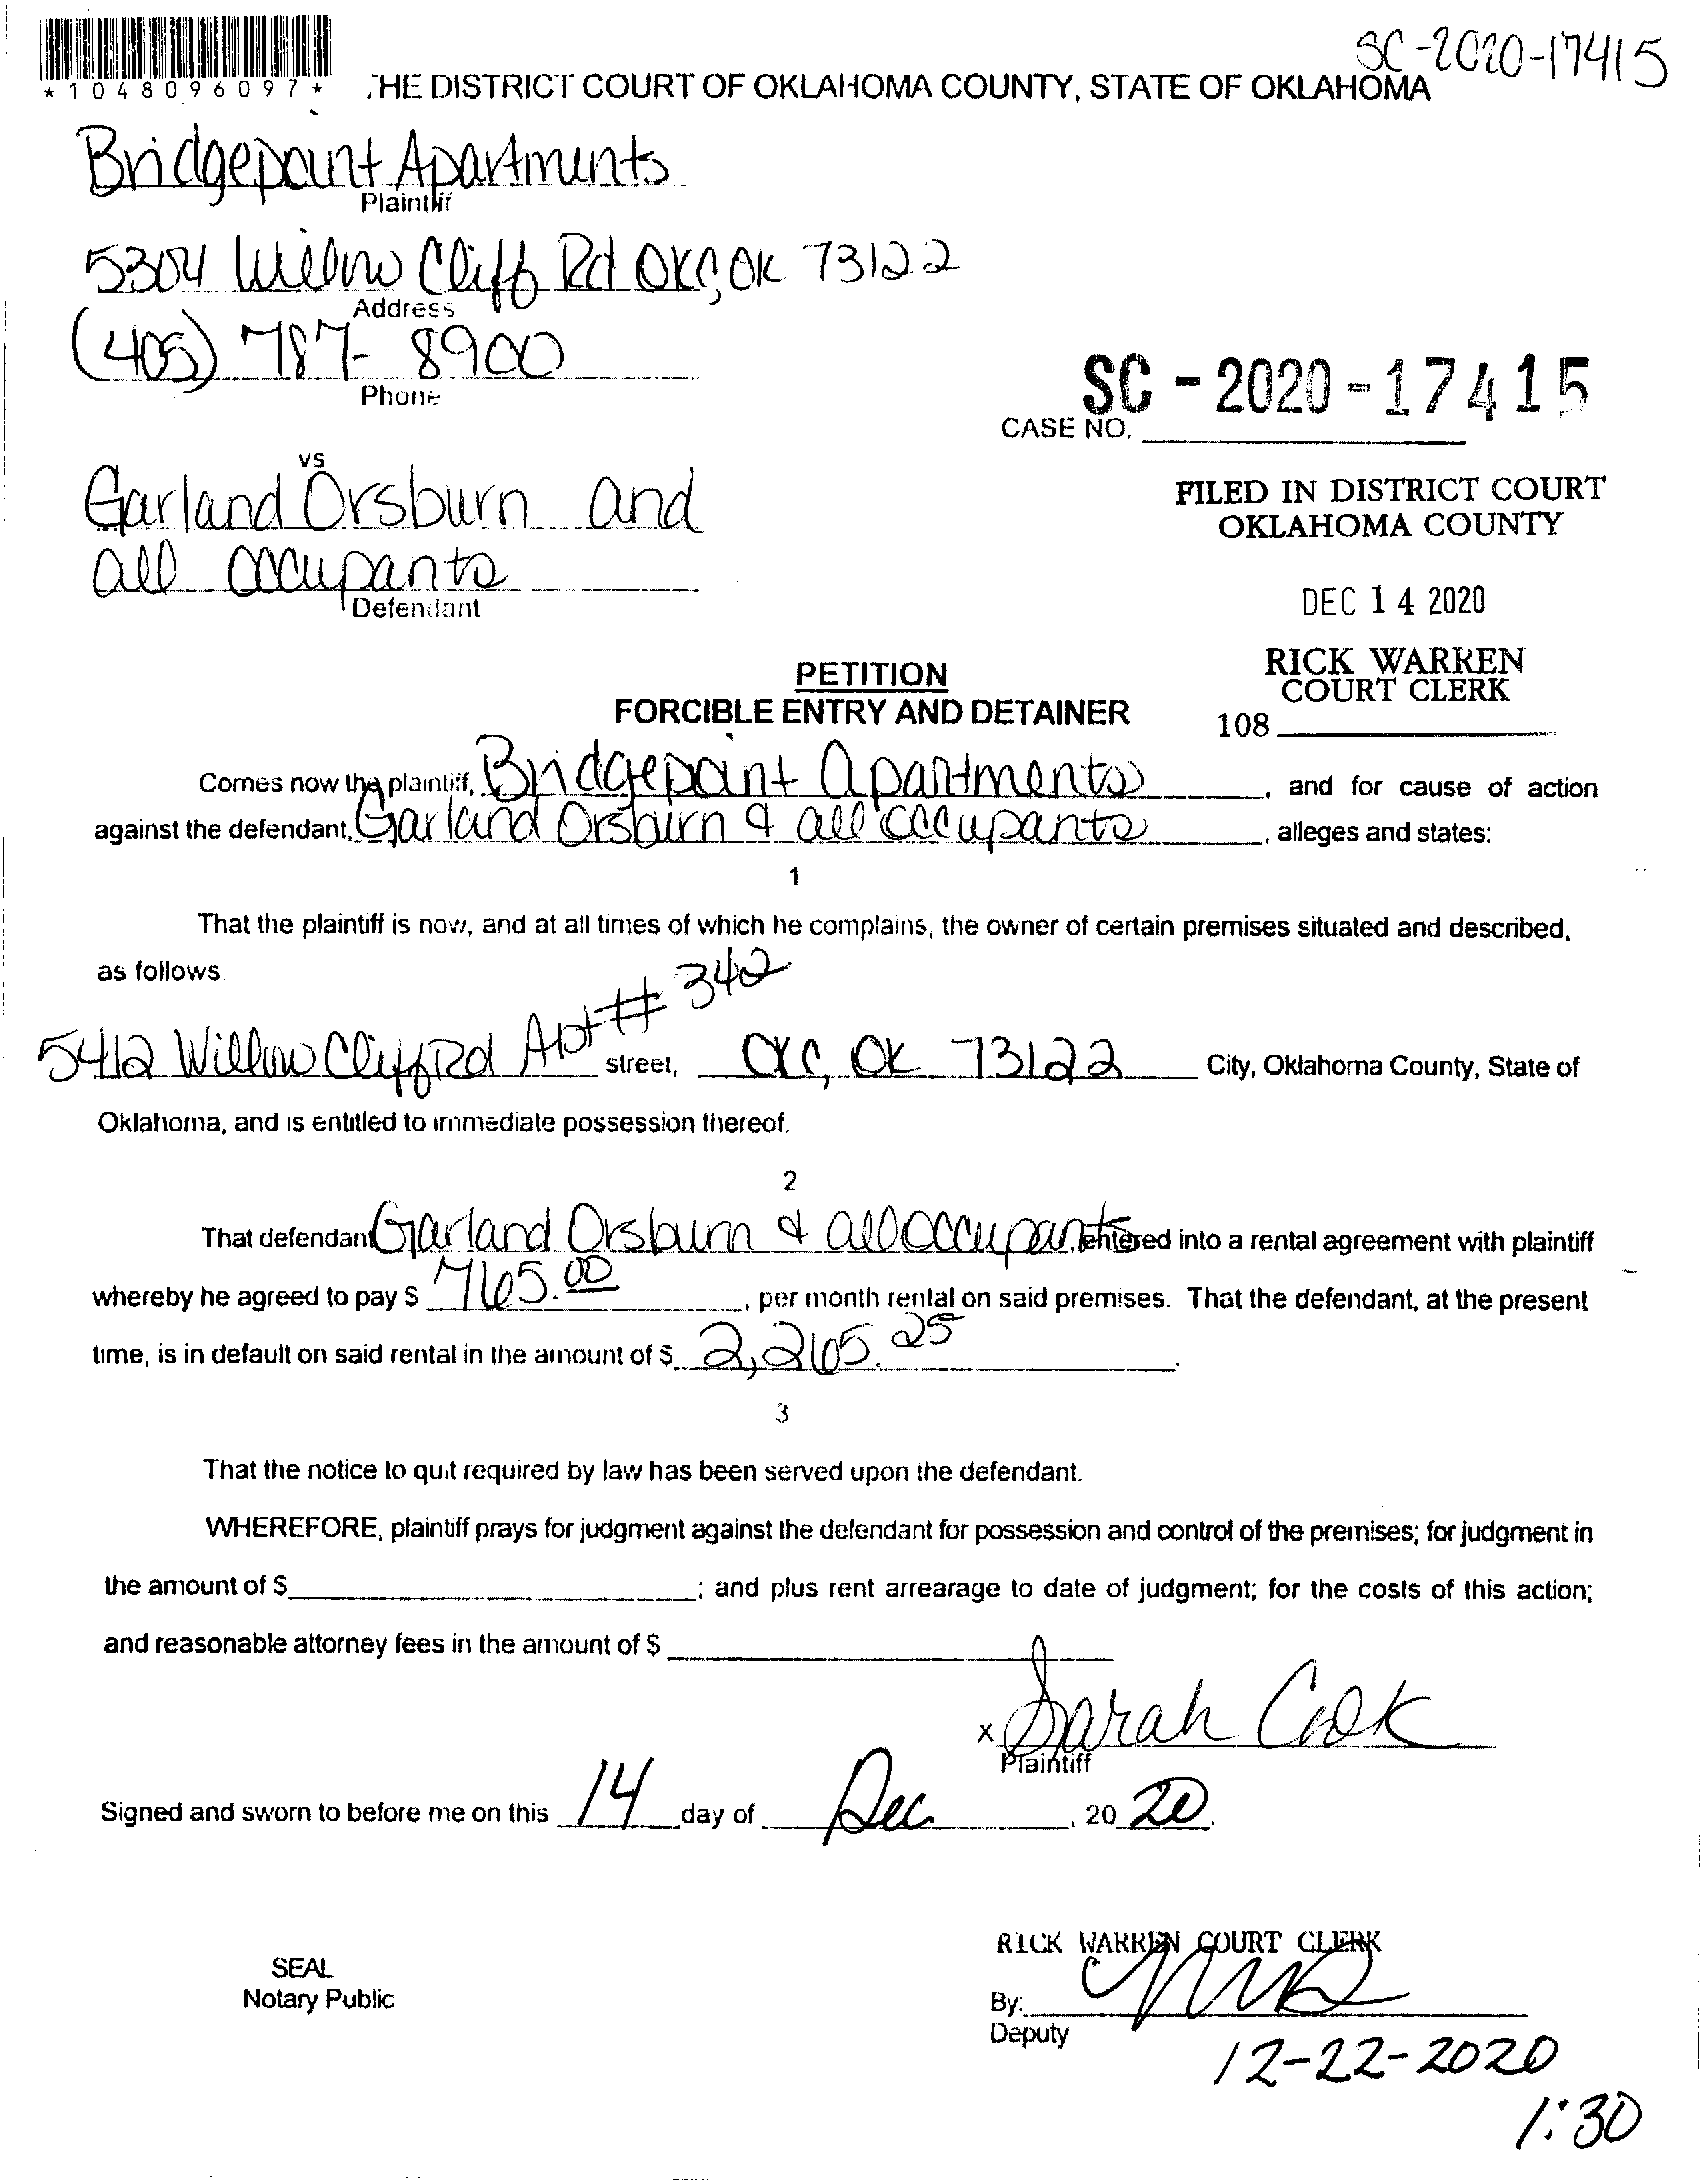 SC-2020-17415
*1048096097*
THE DISTRICT COURT OF OKLAHOMA COUNTY, STATE OF OKLAHOMA
Bridgepoint Apartments
Plaintiff
5304 Willow Cliff Rd OKC, OK 73122
Address
(405) 787-8900
Phone
SC-2020-17415
CASE NO.
vs
Garland Orsburn and
all occupants
Defendant
FILED IN DISTRICT COURT
OKLAHOMA COUNTY
DEC 14 2020
RICK WARREN
COURT CLERK
108
PETITION
FORCIBLE ENTRY AND DETAINER
Comes now the plaintiff, Bridgepoint Apartments, and for cause of action
against the defendant, Garland Orsburn & all occupants, alleges and states:
1
That the plaintiff is now, and at all times of which he complains, the owner of certain premises situated and described,
as follows
5412 Willow Cliff Rd Apt # 342 street, OKC, OK 73122 City, Oklahoma County, State of
Oklahoma, and is entitled to immediate possession thereof.
2
That defendant Garland Orsburn & all occupants, entered into a rental agreement with plaintiff
whereby he agreed to pay $ 765.00, per month rental on said premises. That the defendant, at the present
time, is in default on said rental in the amount of $ 2,265.25.
3
That the notice to quit required by law has been served upon the defendant.
WHEREFORE, plaintiff prays for judgment against the defendant for possession and control of the premises; for judgment in
the amount of $ ; and plus rent arrearage to date of judgment; for the costs of this action;
and reasonable attorney fees in the amount of $
x Sarah Cook
Plaintiff
Signed and sworn to before me on this 14 day of Dec, 20 20.
SEAL
Notary Public
RICK WARREN COURT CLERK
By:
Deputy
12-22-2020
1:30